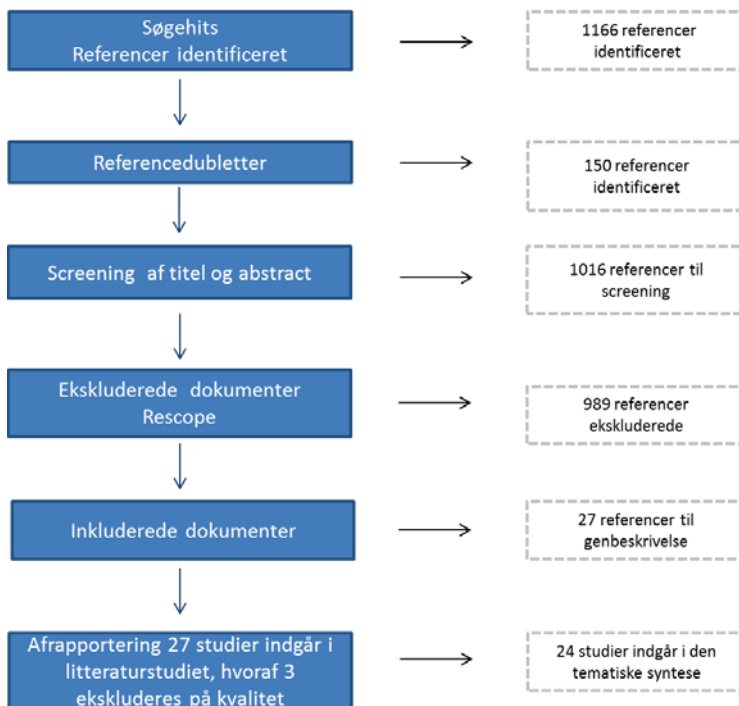 Søgehits
Referencer identificeret
1166 referencer
identificeret
Referencedubletter
150 referencer
identificeret
Screening af titel og abstract
1016 referencer til
screening
Ekskluderede dokumenter
Rescope
989 referencer
ekskluderede
Inkluderede dokumenter
27 referencer til
genbeskrivelse
Afrapportering 27 studier indgår i
litteraturstudiet, hvoraf 3
ekskluderes på kvalitet
24 studier indgår i den
tematiske syntese